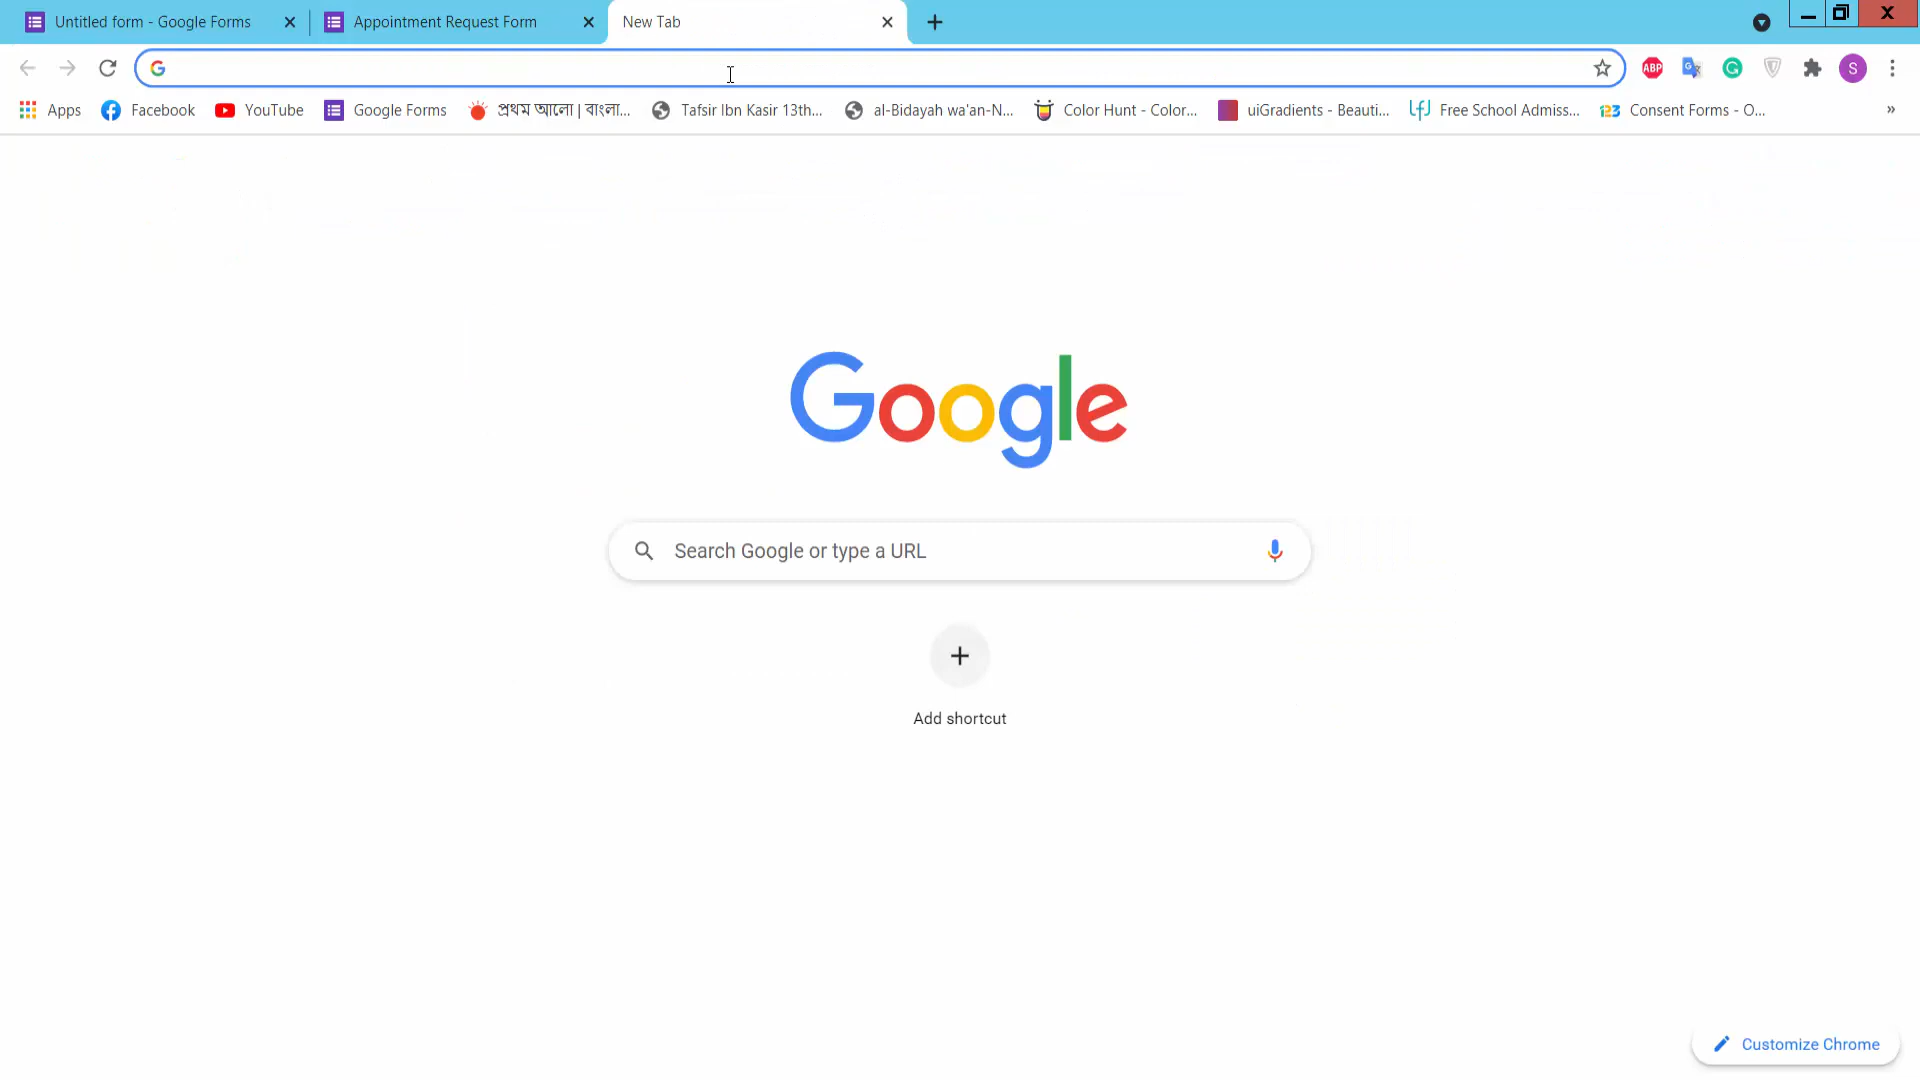 Untitled form - Google Forms
Appointment Request Form
New Tab
ABP
S
Apps
Facebook
YouTube
Google Forms
প্রথম আলো | বাংলা...
Tafsir Ibn Kasir 13th...
al-Bidayah wa'an-N...
Color Hunt - Color...
uiGradients - Beauti...
Free School Admiss...
123
Consent Forms - O...
»
Google
Search Google or type a URL
Add shortcut
Customize Chrome